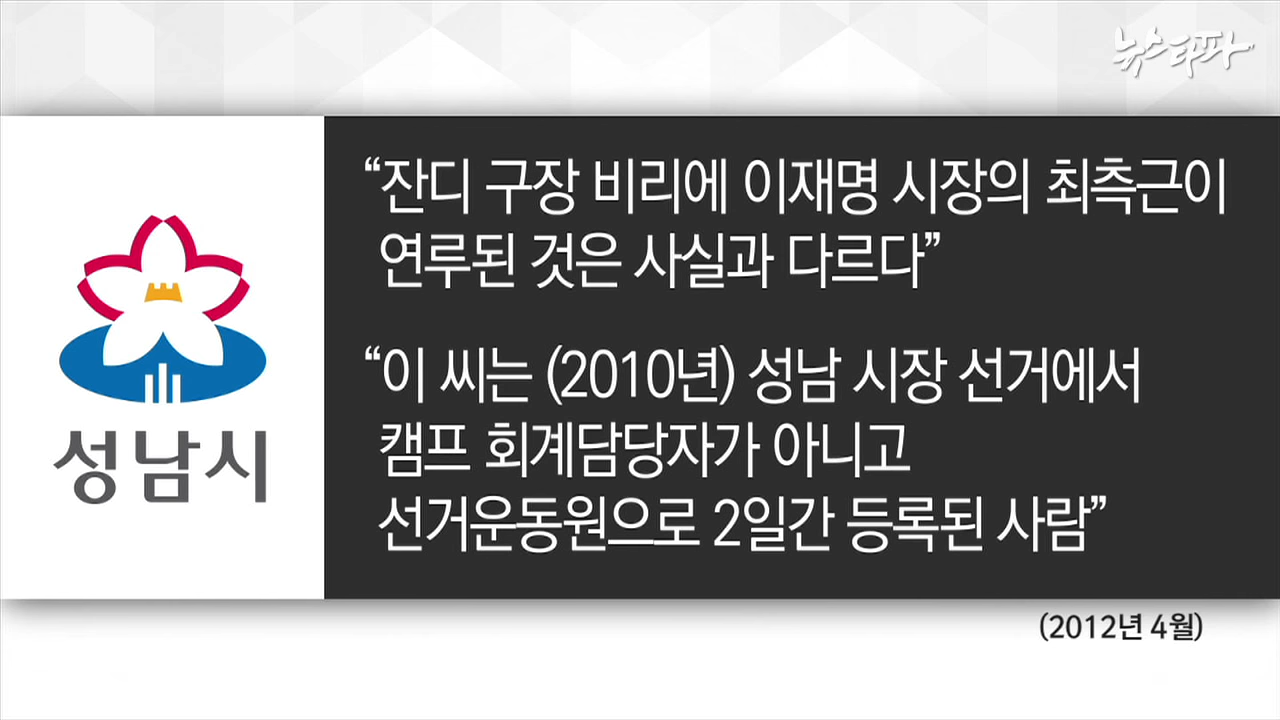 뉴스타파
“잔디 구장 비리에 이재명 시장의 최측근이
연루된 것은 사실과 다르다”
“이 씨는 (2010년) 성남 시장 선거에서
캠프 회계담당자가 아니고
선거운동원으로 2일간 등록된 사람”
성남시
(2012년 4월)